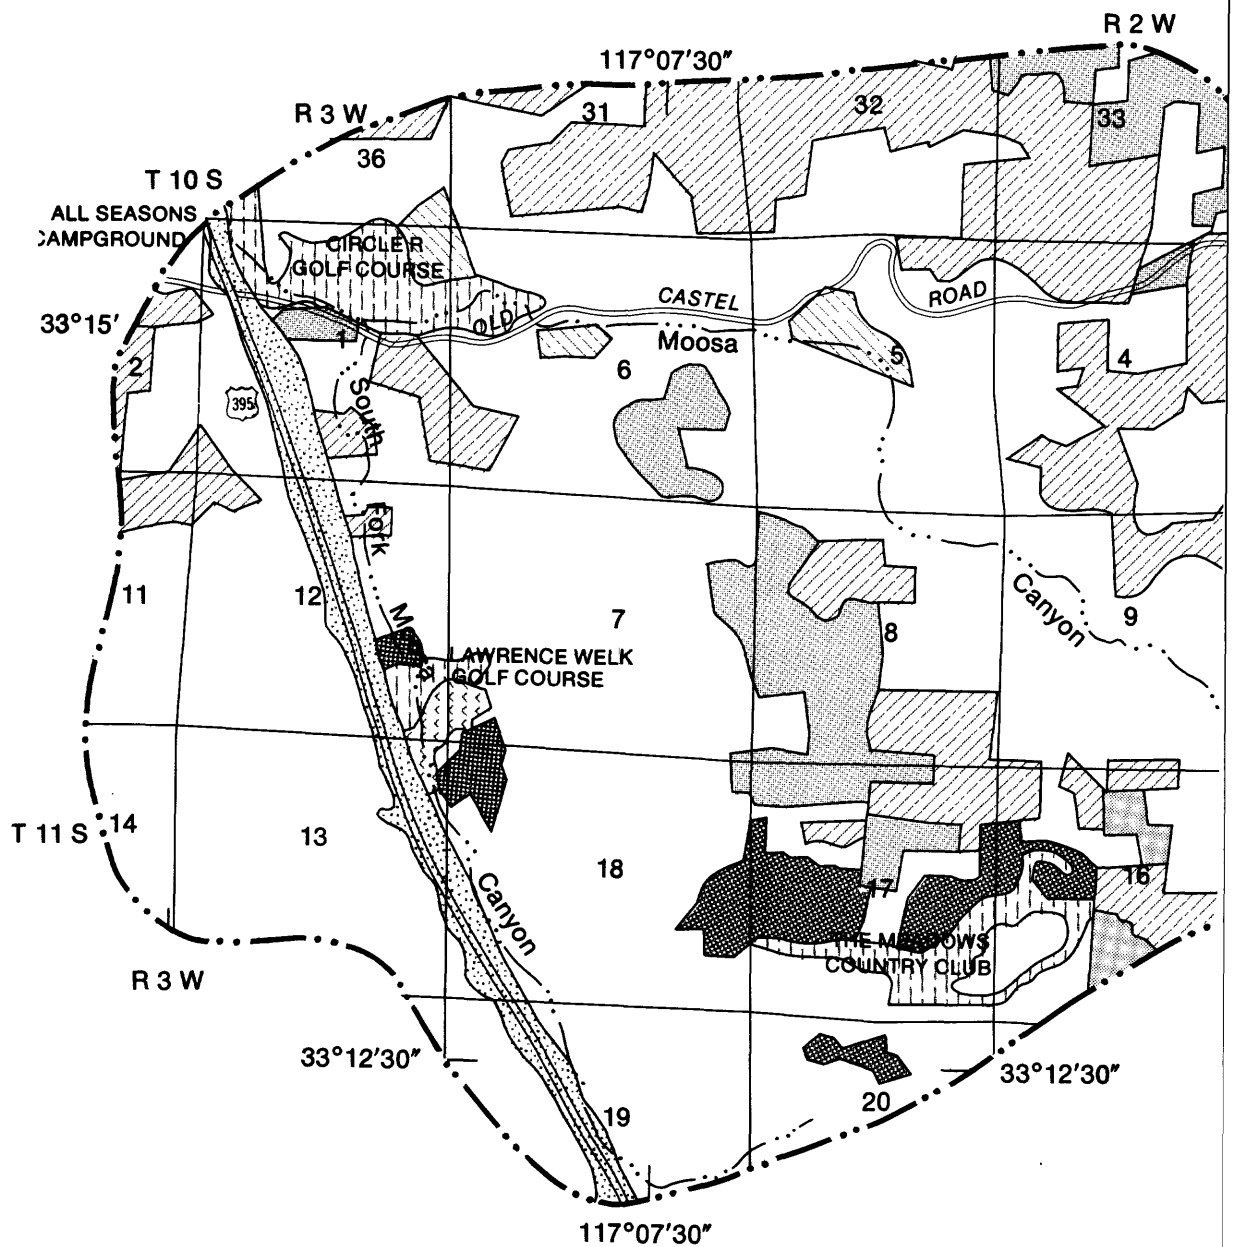 R 2 W
117°07'30"
R 3 W
31
32
33
36
T 10 S
ALL SEASONS
CAMPGROUND
CIRCLE R
GOLF COURSE
33°15'
CASTEL
ROAD
OLD
Moosa
1
2
6
5
4
395
South
Fork
11
12
7
8
9
Canyon
LAWRENCE WELK
GOLF COURSE
T 11 S
14
13
18
17
16
Canyon
THE MEADOWS
COUNTRY CLUB
R 3 W
33°12'30"
33°12'30"
19
20
117°07'30"